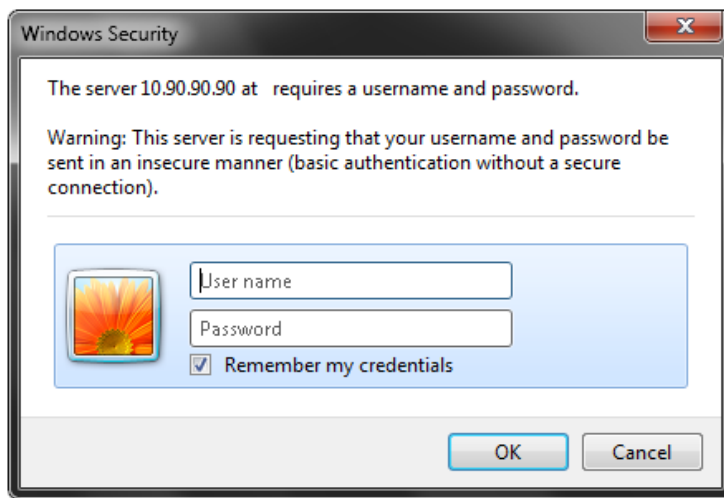 Windows Security
The server 10.90.90.90 at requires a username and password.
Warning: This server is requesting that your username and password be
sent in an insecure manner (basic authentication without a secure
connection).
User name
Password
Remember my credentials
OK
Cancel